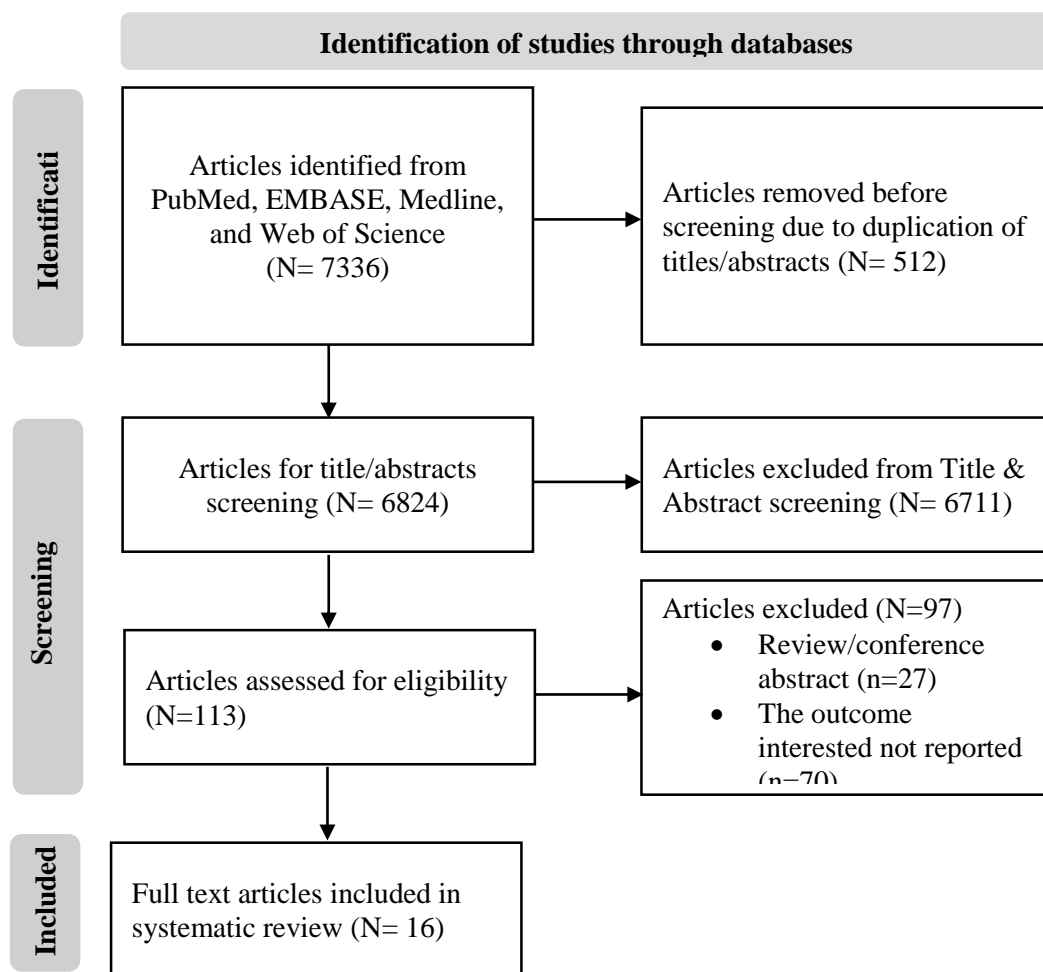 Identification of studies through databases
Identificati
Articles identified from
PubMed, EMBASE, Medline,
and Web of Science
(N= 7336)
Articles removed before
screening due to duplication of
titles/abstracts (N= 512)
Screening
Articles for title/abstracts
screening (N= 6824)
Articles excluded from Title &
Abstract screening (N= 6711)
Articles assessed for eligibility
(N=113)
Articles excluded (N=97)
• Review/conference
abstract (n=27)
• The outcome
interested not reported
(n=70)
Included
Full text articles included in
systematic review (N= 16)